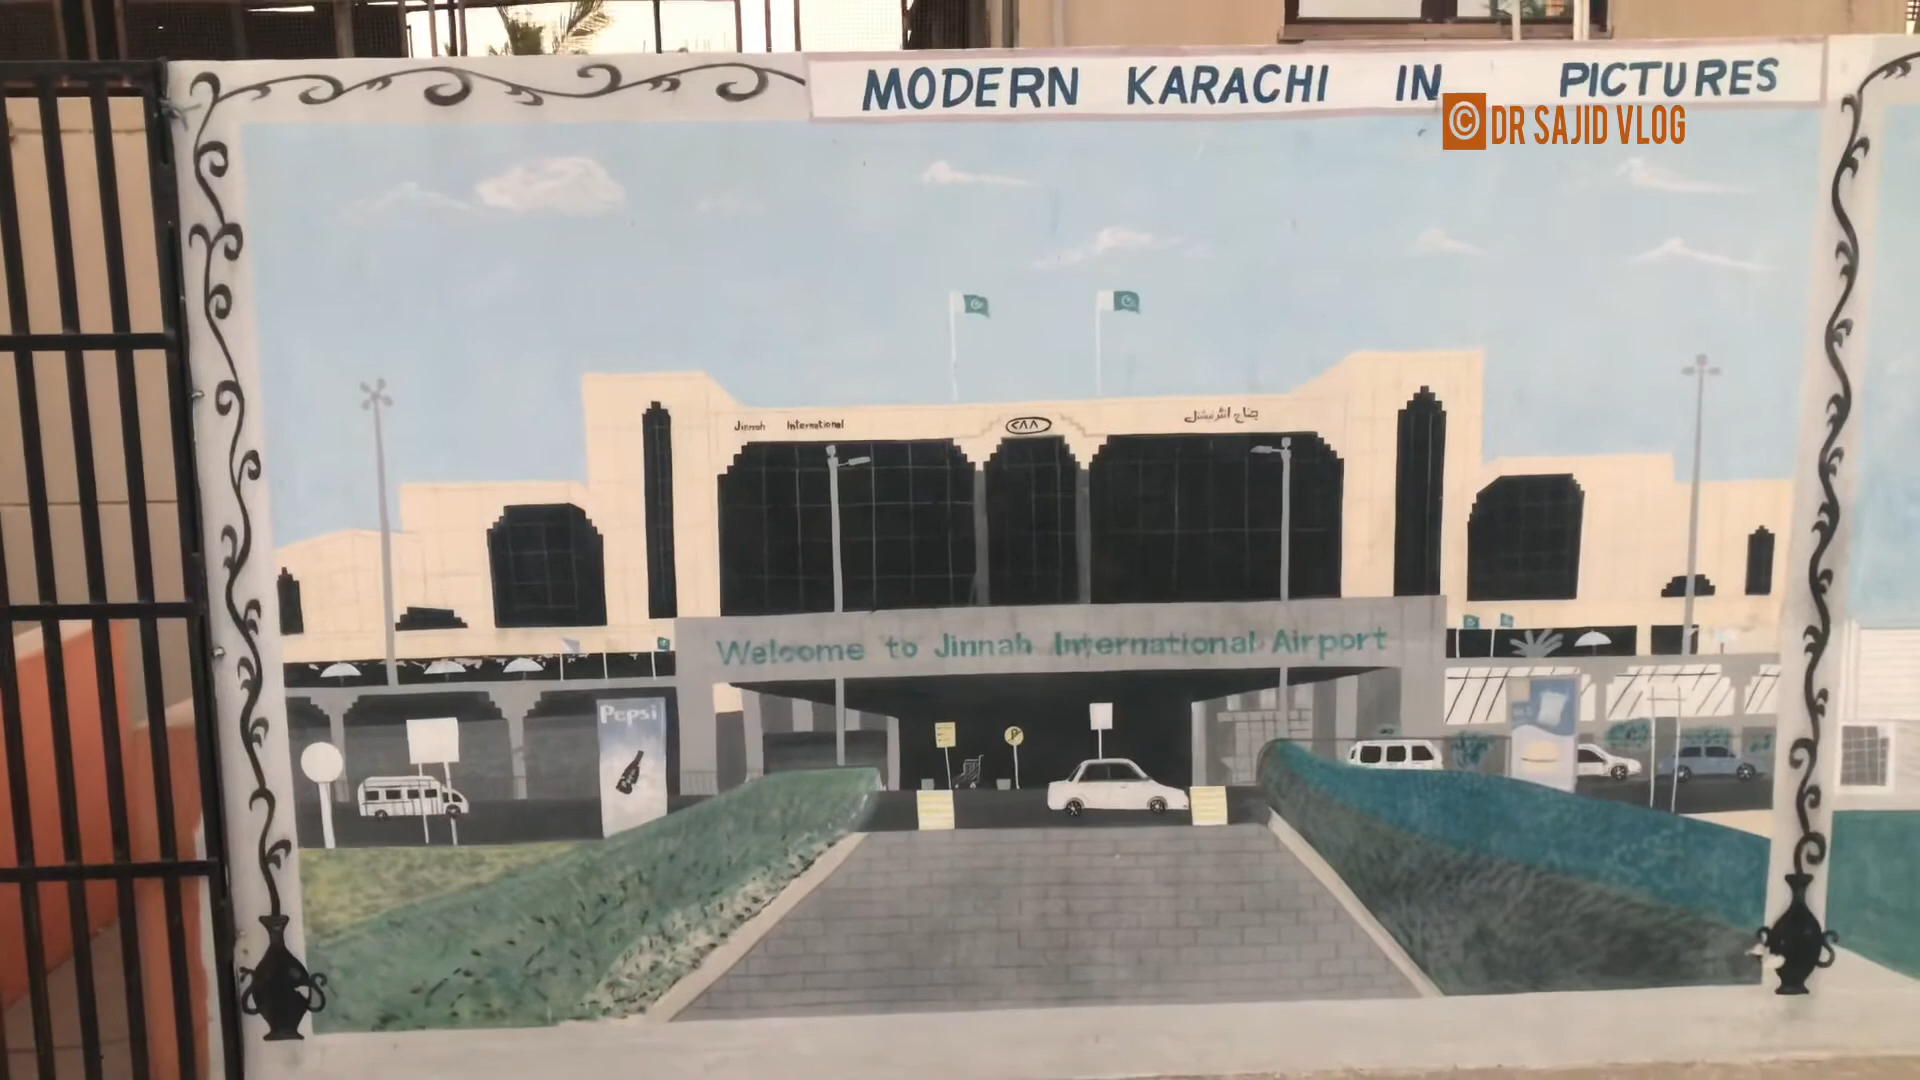 MODERN KARACHI IN PICTURES
© DR SAJID VLOG
Jinnah International
CAA
جناح انٹرنیشنل
Welcome to Jinnah International Airport
Pepsi
P